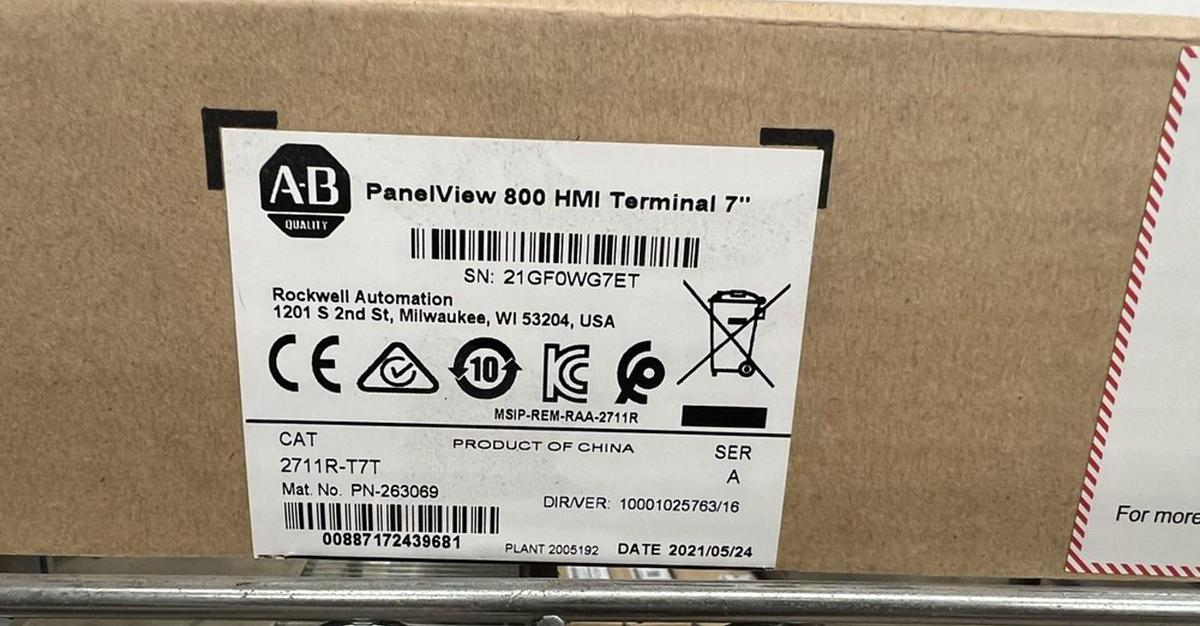 A-B
QUALITY
PanelView 800 HMI Terminal 7"
SN: 21GF0WG7ET
Rockwell Automation
1201 S 2nd St, Milwaukee, WI 53204, USA
CE
10
KC
MSIP-REM-RAA-2711R
CAT
PRODUCT OF CHINA
SER
2711R-T7T
A
Mat. No. PN-263069
DIR/VER: 10001025763/16
00887172439681
PLANT 2005192
DATE 2021/05/24
For more